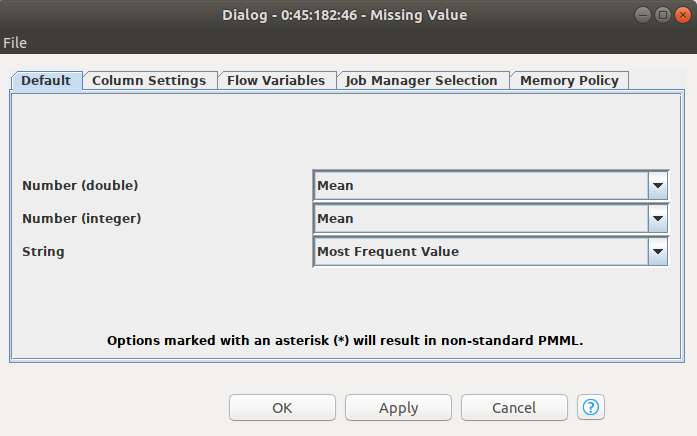 Dialog - 0:45:182:46 - Missing Value
File
Default Column Settings Flow Variables Job Manager Selection Memory Policy
Number (double) Mean
Number (integer) Mean
String Most Frequent Value
Options marked with an asterisk (*) will result in non-standard PMML.
OK Apply Cancel ?